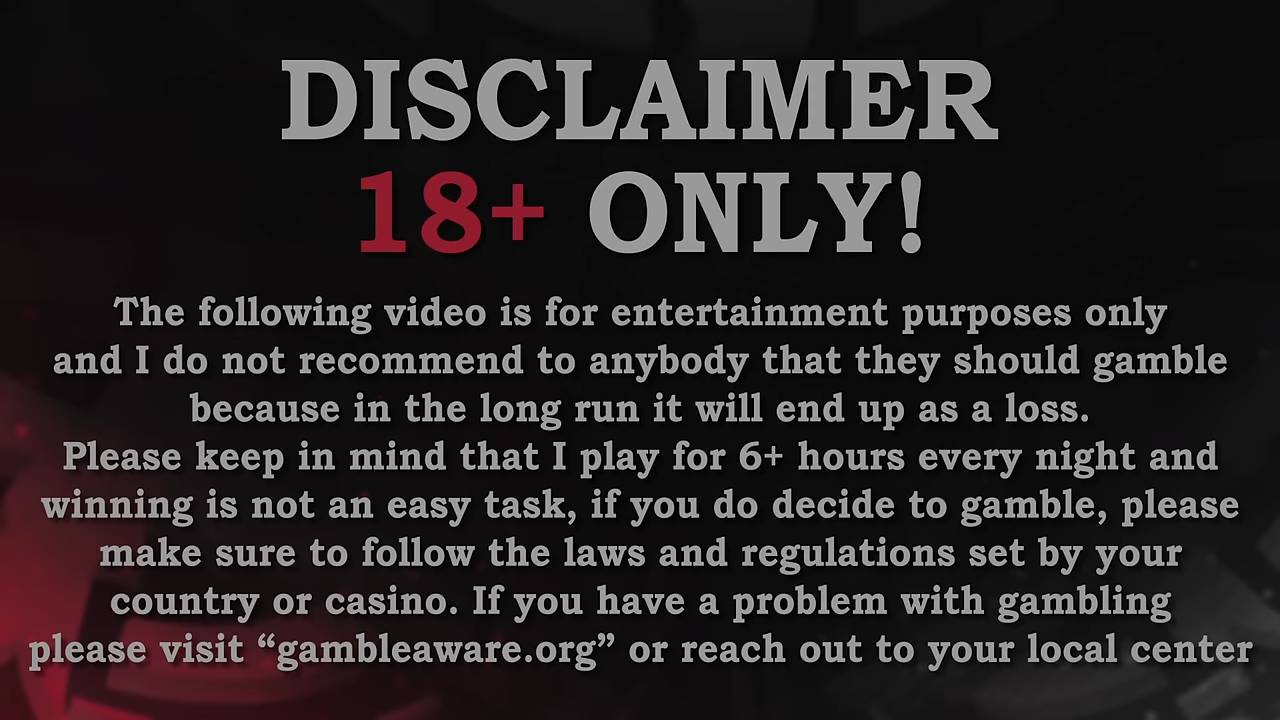 DISCLAIMER
18+ ONLY!
The following video is for entertainment purposes only
and I do not recommend to anybody that they should gamble
because in the long run it will end up as a loss.
Please keep in mind that I play for 6+ hours every night and
winning is not an easy task, if you do decide to gamble, please
make sure to follow the laws and regulations set by your
country or casino. If you have a problem with gambling
please visit “gambleaware.org” or reach out to your local center